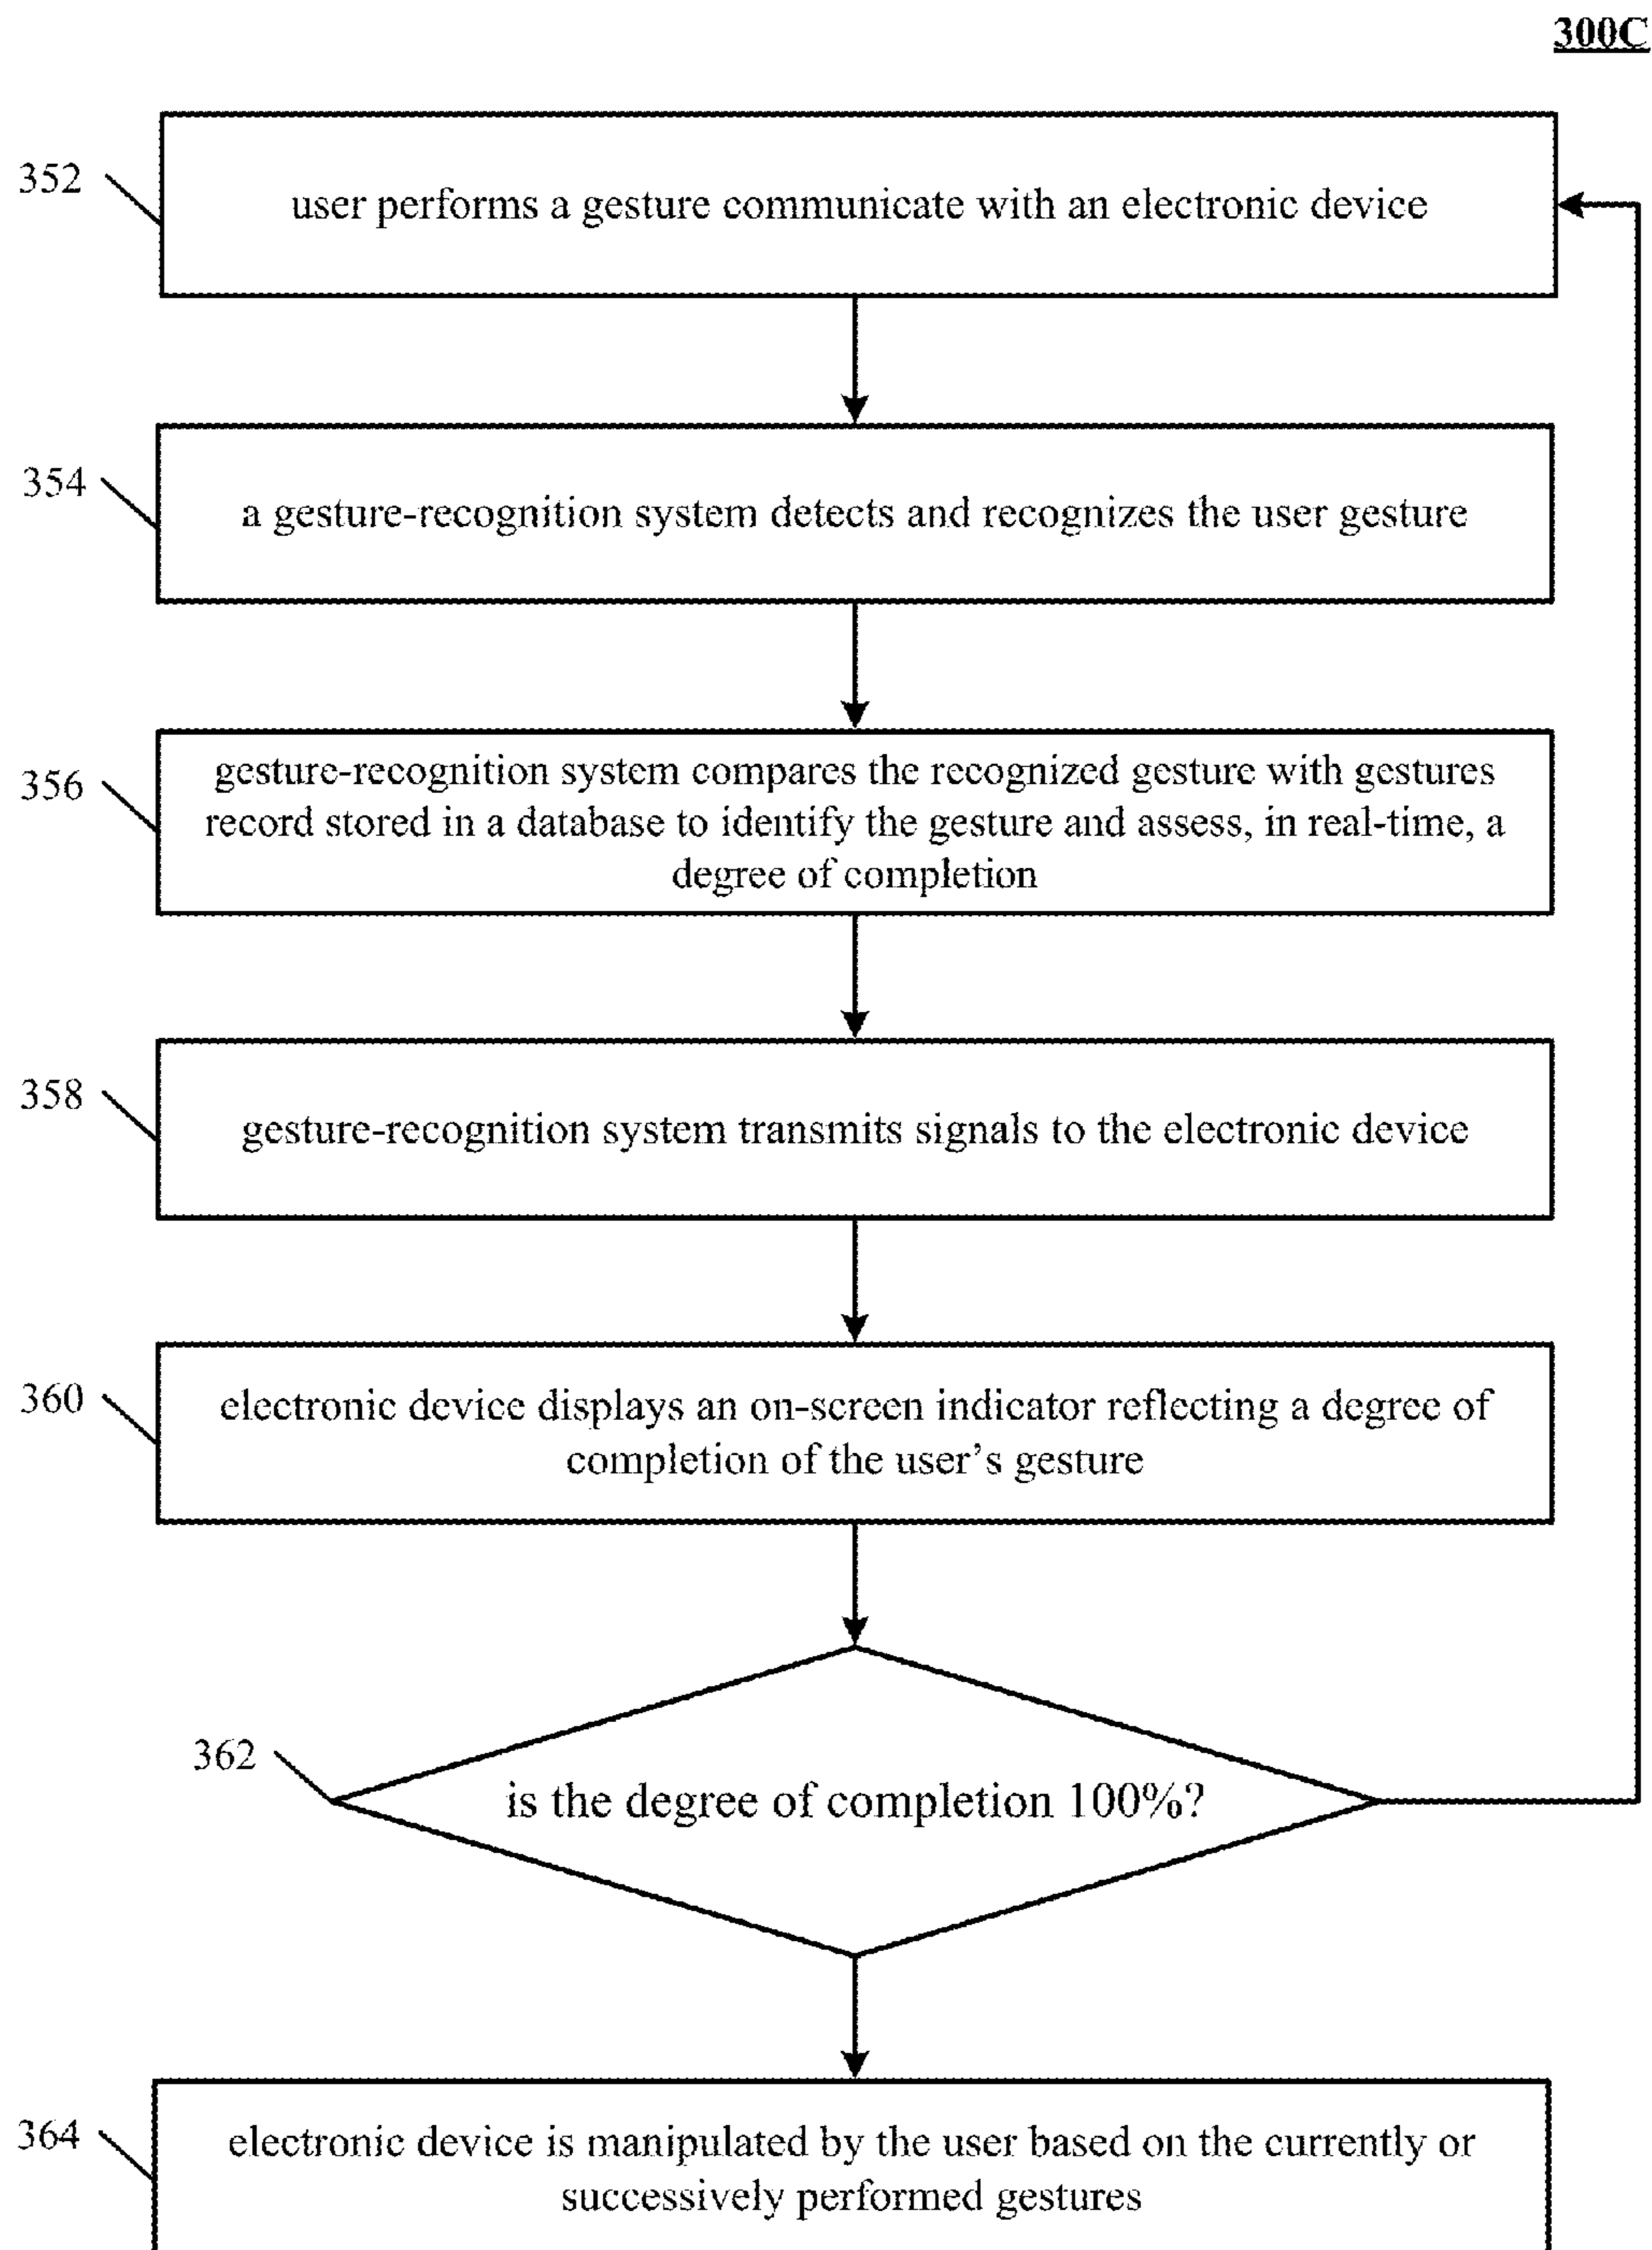 300C
352
user performs a gesture communicate with an electronic device
354
a gesture-recognition system detects and recognizes the user gesture
356
gesture-recognition system compares the recognized gesture with gestures
record stored in a database to identify the gesture and assess, in real-time, a
degree of completion
358
gesture-recognition system transmits signals to the electronic device
360
electronic device displays an on-screen indicator reflecting a degree of
completion of the user’s gesture
362
is the degree of completion 100%?
364
electronic device is manipulated by the user based on the currently or
successively performed gestures